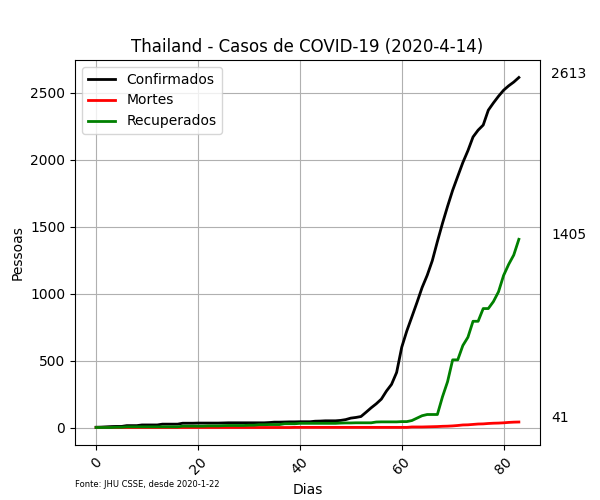 Thailand - Casos de COVID-19 (2020-4-14)
Confirmados
Mortes
Recuperados
2613
1405
41
Pessoas
2500
2000
1500
1000
500
0
0
20
40
60
80
Dias
Fonte: JHU CSSE, desde 2020-1-22